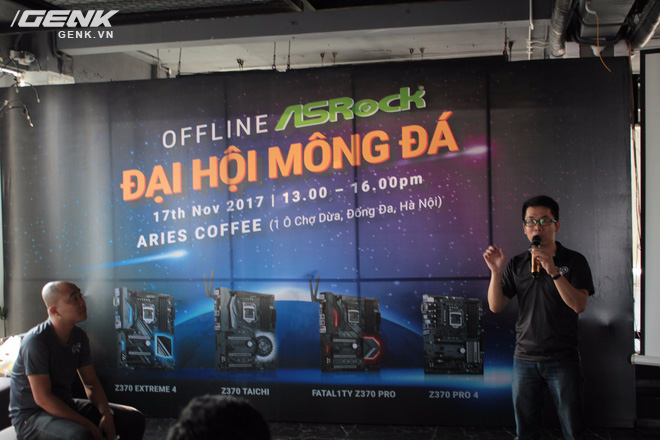 GENK
GENK.VN
OFFLINE ASRock
ĐẠI HỘI MÔNG ĐÁ
17th Nov 2017 | 13.00 – 16.00pm
ARIES COFFEE (1 Ô Chợ Dừa, Đống Đa, Hà Nội)
Z370 EXTREME 4
Z370 TAICHI
FATAL1TY Z370 PRO
Z370 PRO 4